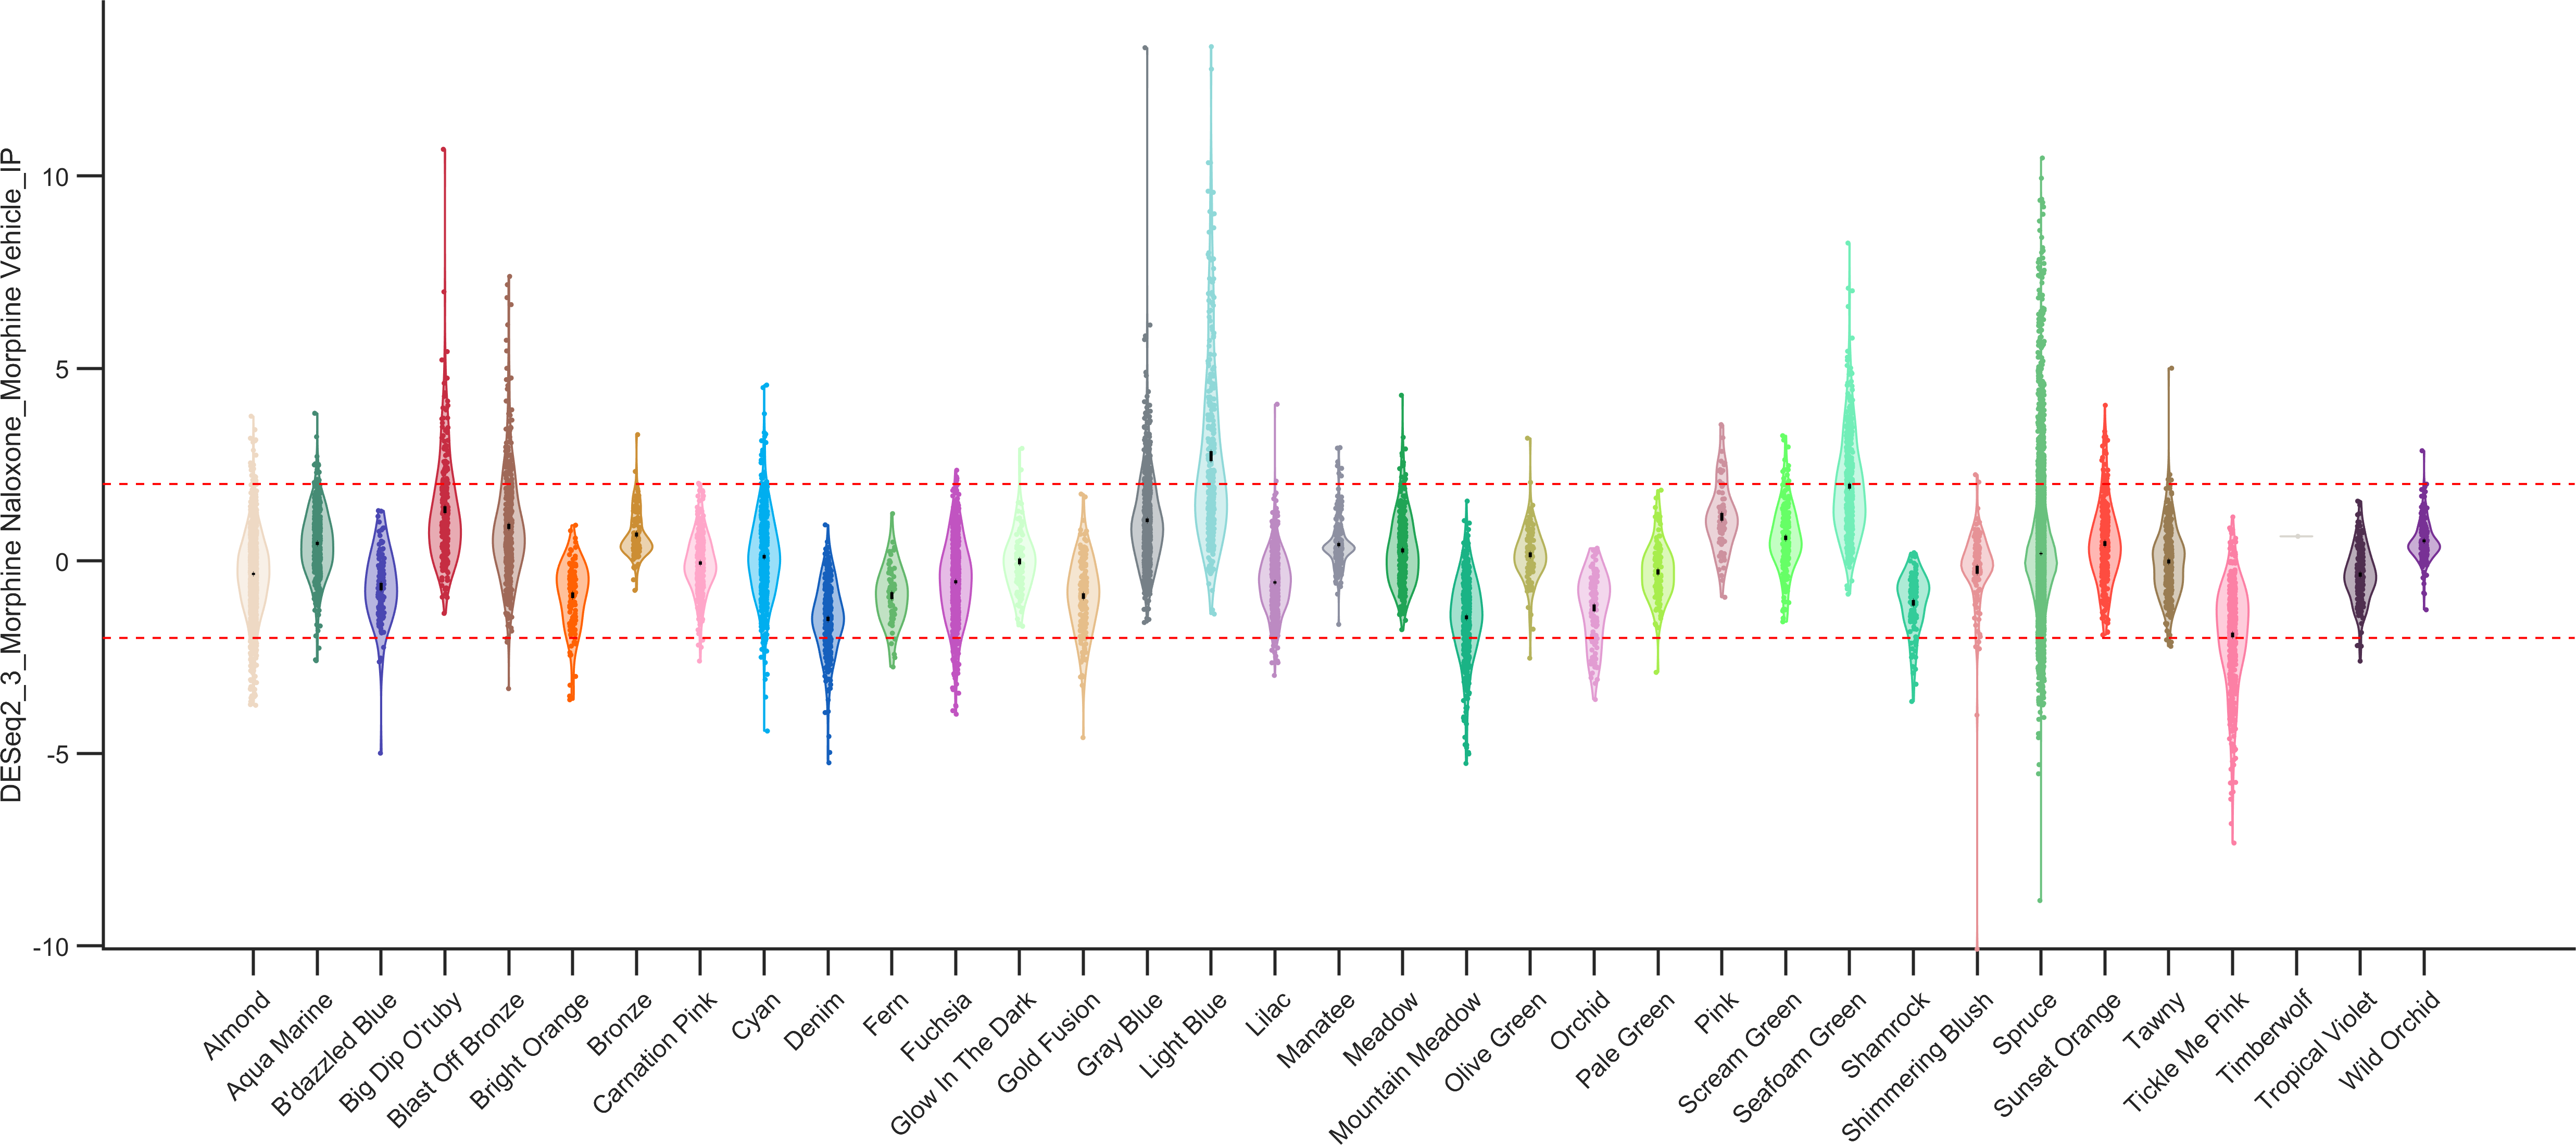 DESeq2_3_Morphine Naloxone_Morphine Vehicle_IP
10
5
0
-5
-10
Almond
Aqua Marine
B'dazzled Blue
Big Dip O'ruby
Blast Off Bronze
Bright Orange
Bronze
Carnation Pink
Cyan
Denim
Fern
Fuchsia
Glow In The Dark
Gold Fusion
Gray Blue
Light Blue
Lilac
Manatee
Meadow
Mountain Meadow
Olive Green
Orchid
Pale Green
Pink
Scream Green
Seafoam Green
Shamrock
Shimmering Blush
Spruce
Sunset Orange
Tawny
Tickle Me Pink
Timberwolf
Tropical Violet
Wild Orchid